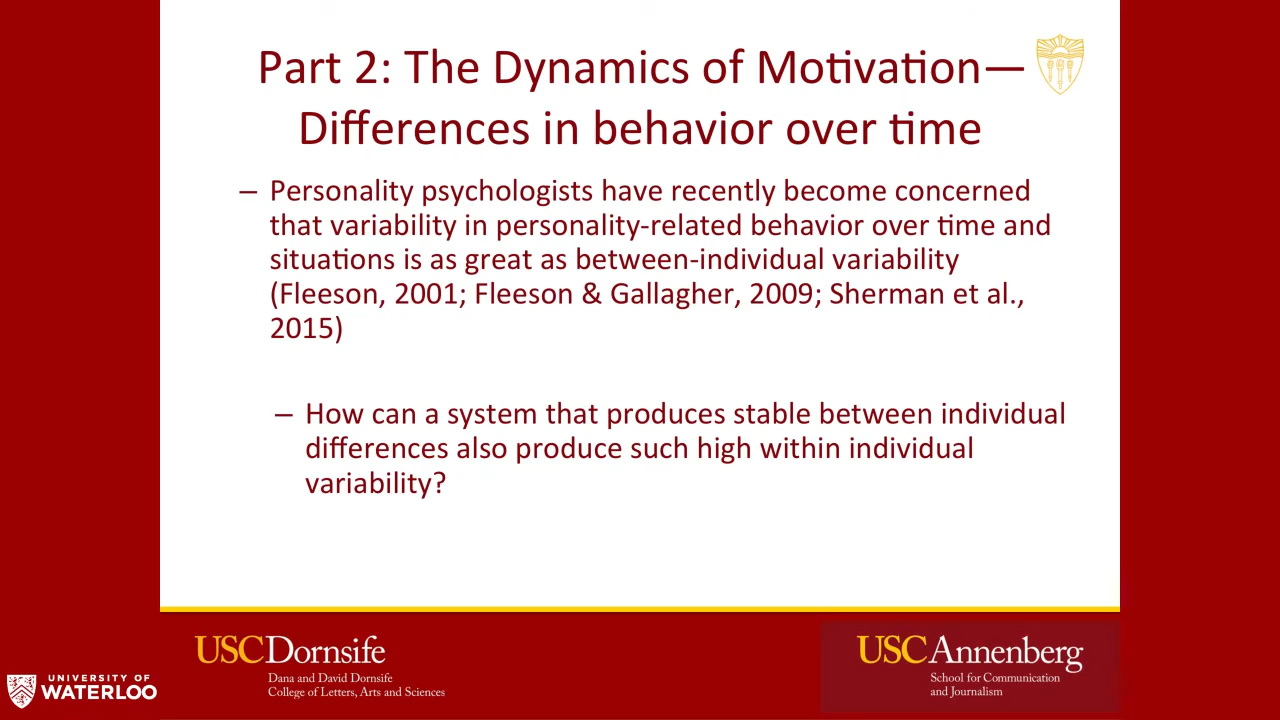 Part 2: The Dynamics of Motivation—
Differences in behavior over time
– Personality psychologists have recently become concerned
that variability in personality-related behavior over time and
situations is as great as between-individual variability
(Fleeson, 2001; Fleeson & Gallagher, 2009; Sherman et al.,
2015)
– How can a system that produces stable between individual
differences also produce such high within individual
variability?
USCDornsife
Dana and David Dornsife
College of Letters, Arts and Sciences
USCAnnenberg
School for Communication
and Journalism
UNIVERSITY OF
WATERLOO